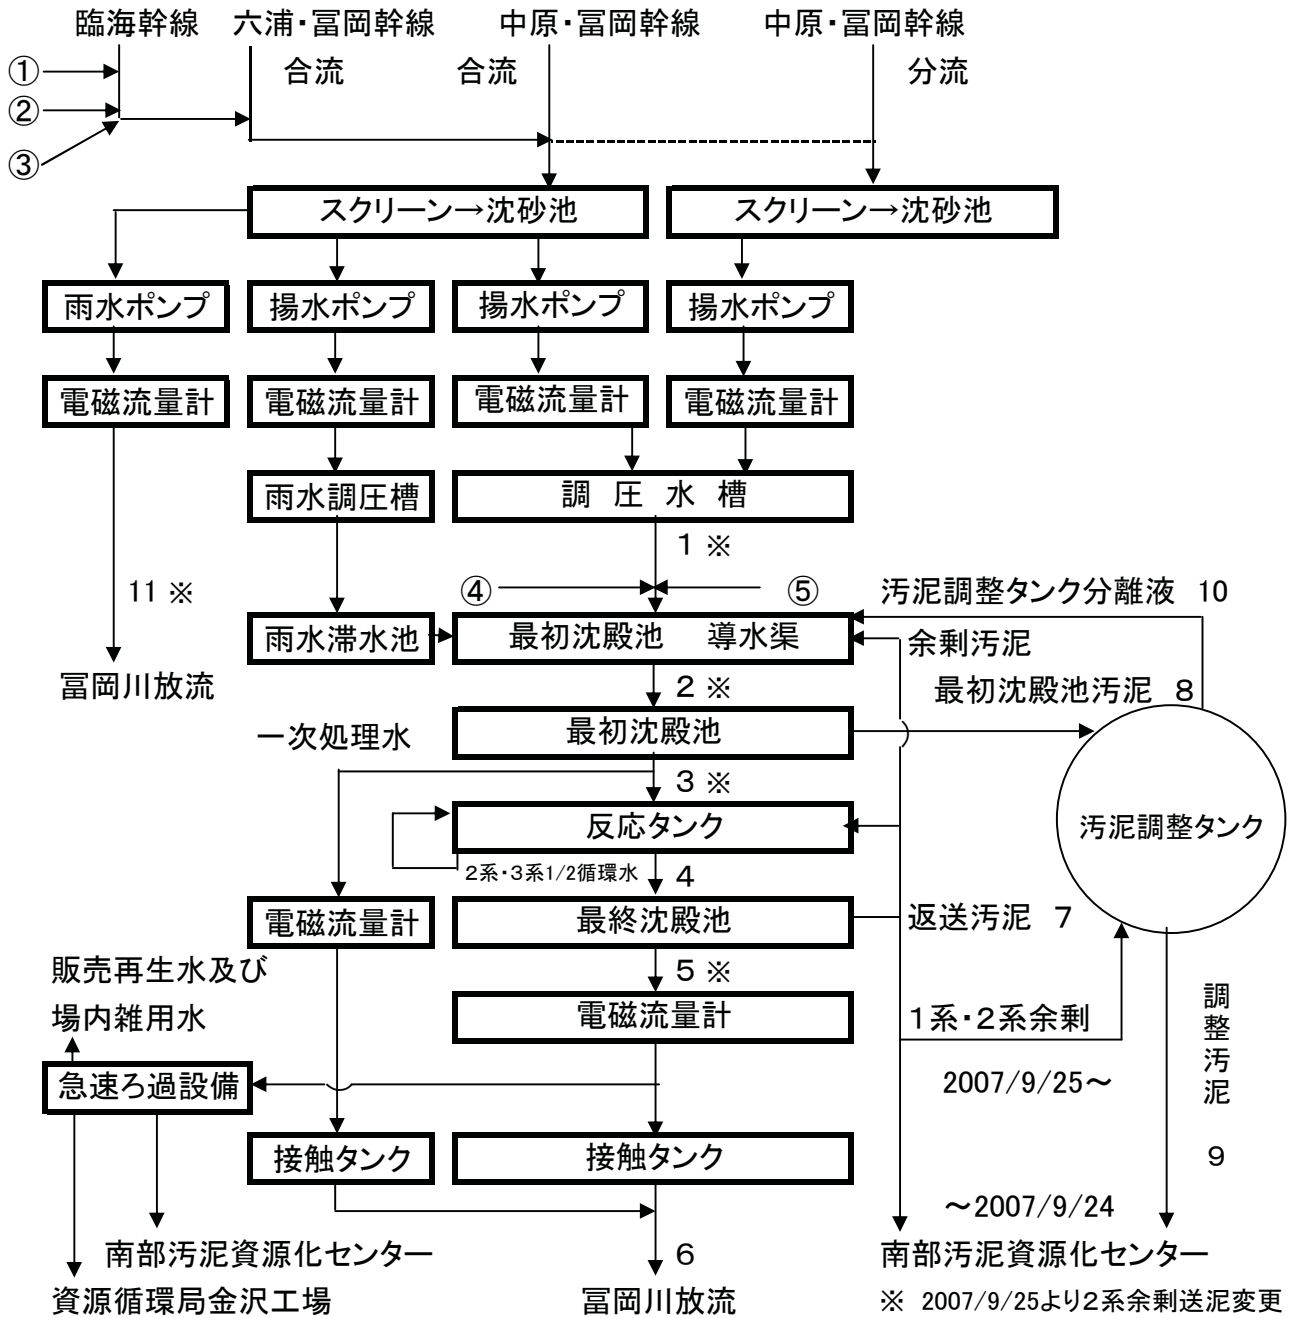 臨海幹線 六浦・冨岡幹線 中原・冨岡幹線 中原・冨岡幹線
① 合流 合流 分流
②
③
スクリーン→沈砂池 スクリーン→沈砂池
雨水ポンプ 揚水ポンプ 揚水ポンプ 揚水ポンプ
電磁流量計 電磁流量計 電磁流量計 電磁流量計
雨水調圧槽 調 圧 水 槽
1 ※
11 ※ ④ ⑤ 汚泥調整タンク分離液 10
雨水滞水池 最初沈殿池 導水渠 余剰汚泥
冨岡川放流 2 ※ 最初沈殿池汚泥 8
一次処理水 最初沈殿池
3 ※
反応タンク 汚泥調整タンク
2系・3系1/2循環水 4
電磁流量計 最終沈殿池 返送汚泥 7
販売再生水及び 5 ※
場内雑用水 電磁流量計 1系・2系余剰 調整汚泥
急速ろ過設備 2007/9/25〜
接触タンク 接触タンク 9
〜2007/9/24
南部汚泥資源化センター 6 南部汚泥資源化センター
資源循環局金沢工場 冨岡川放流 ※ 2007/9/25より2系余剰送泥変更